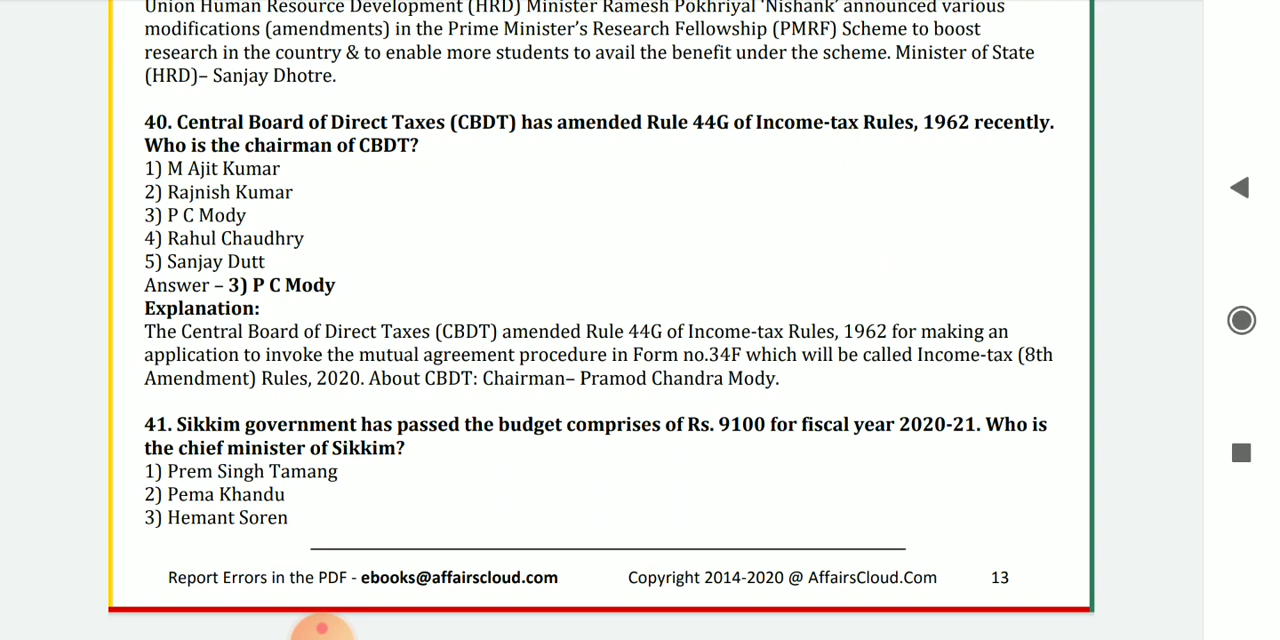 Union Human Resource Development (HRD) Minister Ramesh Pokhriyal 'Nishank' announced various
modifications (amendments) in the Prime Minister's Research Fellowship (PMRF) Scheme to boost
research in the country & to enable more students to avail the benefit under the scheme. Minister of State
(HRD)– Sanjay Dhotre.
40. Central Board of Direct Taxes (CBDT) has amended Rule 44G of Income-tax Rules, 1962 recently.
Who is the chairman of CBDT?
1) M Ajit Kumar
2) Rajnish Kumar
3) P C Mody
4) Rahul Chaudhry
5) Sanjay Dutt
Answer – 3) P C Mody
Explanation:
The Central Board of Direct Taxes (CBDT) amended Rule 44G of Income-tax Rules, 1962 for making an
application to invoke the mutual agreement procedure in Form no.34F which will be called Income-tax (8th
Amendment) Rules, 2020. About CBDT: Chairman– Pramod Chandra Mody.
41. Sikkim government has passed the budget comprises of Rs. 9100 for fiscal year 2020-21. Who is
the chief minister of Sikkim?
1) Prem Singh Tamang
2) Pema Khandu
3) Hemant Soren
Report Errors in the PDF - ebooks@affairscloud.com Copyright 2014-2020 @ AffairsCloud.Com 13